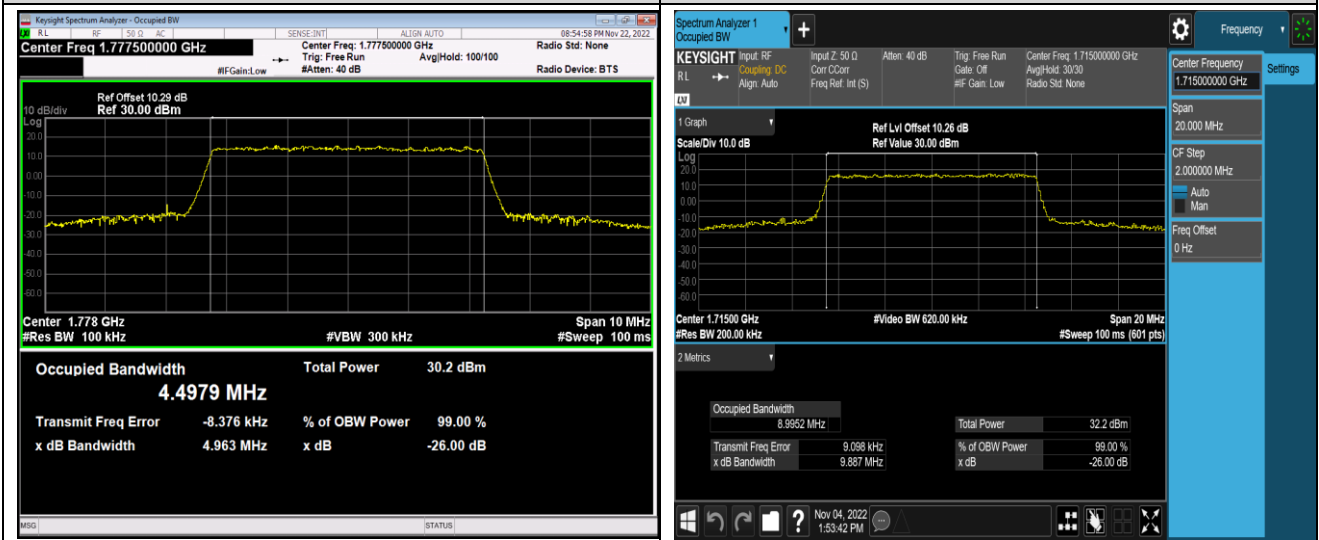 Keysight Spectrum Analyzer - Occupied BW
RL RF 50 Ω AC SENSE:INT ALIGN AUTO 08:54:58 PM Nov 22, 2022
Center Freq 1.777500000 GHz
Center Freq: 1.777500000 GHz
Radio Std: None
Trig: Free Run Avg|Hold: 100/100
#IFGain:Low #Atten: 40 dB Radio Device: BTS
Ref Offset 10.29 dB
10 dB/div Ref 30.00 dBm
Log
20.0
10.0
0.00
-10.0
-20.0
-30.0
-40.0
-50.0
-60.0
Center 1.778 GHz Span 10 MHz
#Res BW 100 kHz #VBW 300 kHz #Sweep 100 ms
Occupied Bandwidth Total Power 30.2 dBm
4.4979 MHz
Transmit Freq Error -8.376 kHz % of OBW Power 99.00 %
x dB Bandwidth 4.963 MHz x dB -26.00 dB
MSG STATUS
Spectrum Analyzer 1
Occupied BW
+
Frequency
KEYSIGHT Input: RF Input Z: 50 Ω Atten: 40 dB Trig: Free Run Center Freq: 1.715000000 GHz
RL Coupling: DC Corr CCorr Gate: Off Avg|Hold: 30/30
Align: Auto Freq Ref: Int (S) #IF Gain: Low Radio Std: None
LXI
1 Graph
Ref Lvl Offset 10.26 dB
Scale/Div 10.0 dB Ref Value 30.00 dBm
Log
20.0
10.0
0.00
-10.0
-20.0
-30.0
-40.0
-50.0
-60.0
Center 1.71500 GHz #Video BW 620.00 kHz Span 20 MHz
#Res BW 200.00 kHz #Sweep 100 ms (601 pts)
2 Metrics
Occupied Bandwidth
8.9952 MHz Total Power 32.2 dBm
Transmit Freq Error 9.098 kHz % of OBW Power 99.00 %
x dB Bandwidth 9.887 MHz x dB -26.00 dB
?
Nov 04, 2022
1:53:42 PM
Center Frequency
1.715000000 GHz
Settings
Span
20.000 MHz
CF Step
2.000000 MHz
Auto
Man
Freq Offset
0 Hz